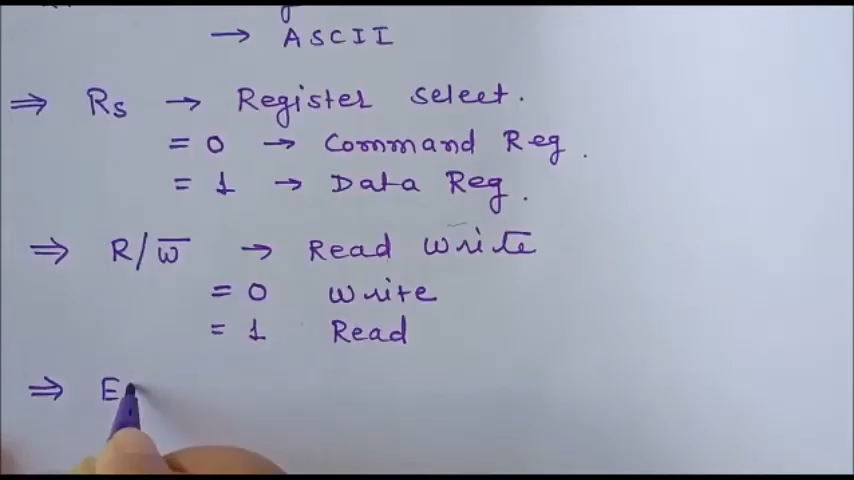 → ASCII
⇒ Rs → Register select.
= 0 → Command Reg.
= 1 → Data Reg.
⇒ R/W̅ → Read Write
= 0 Write
= 1 Read
⇒ E